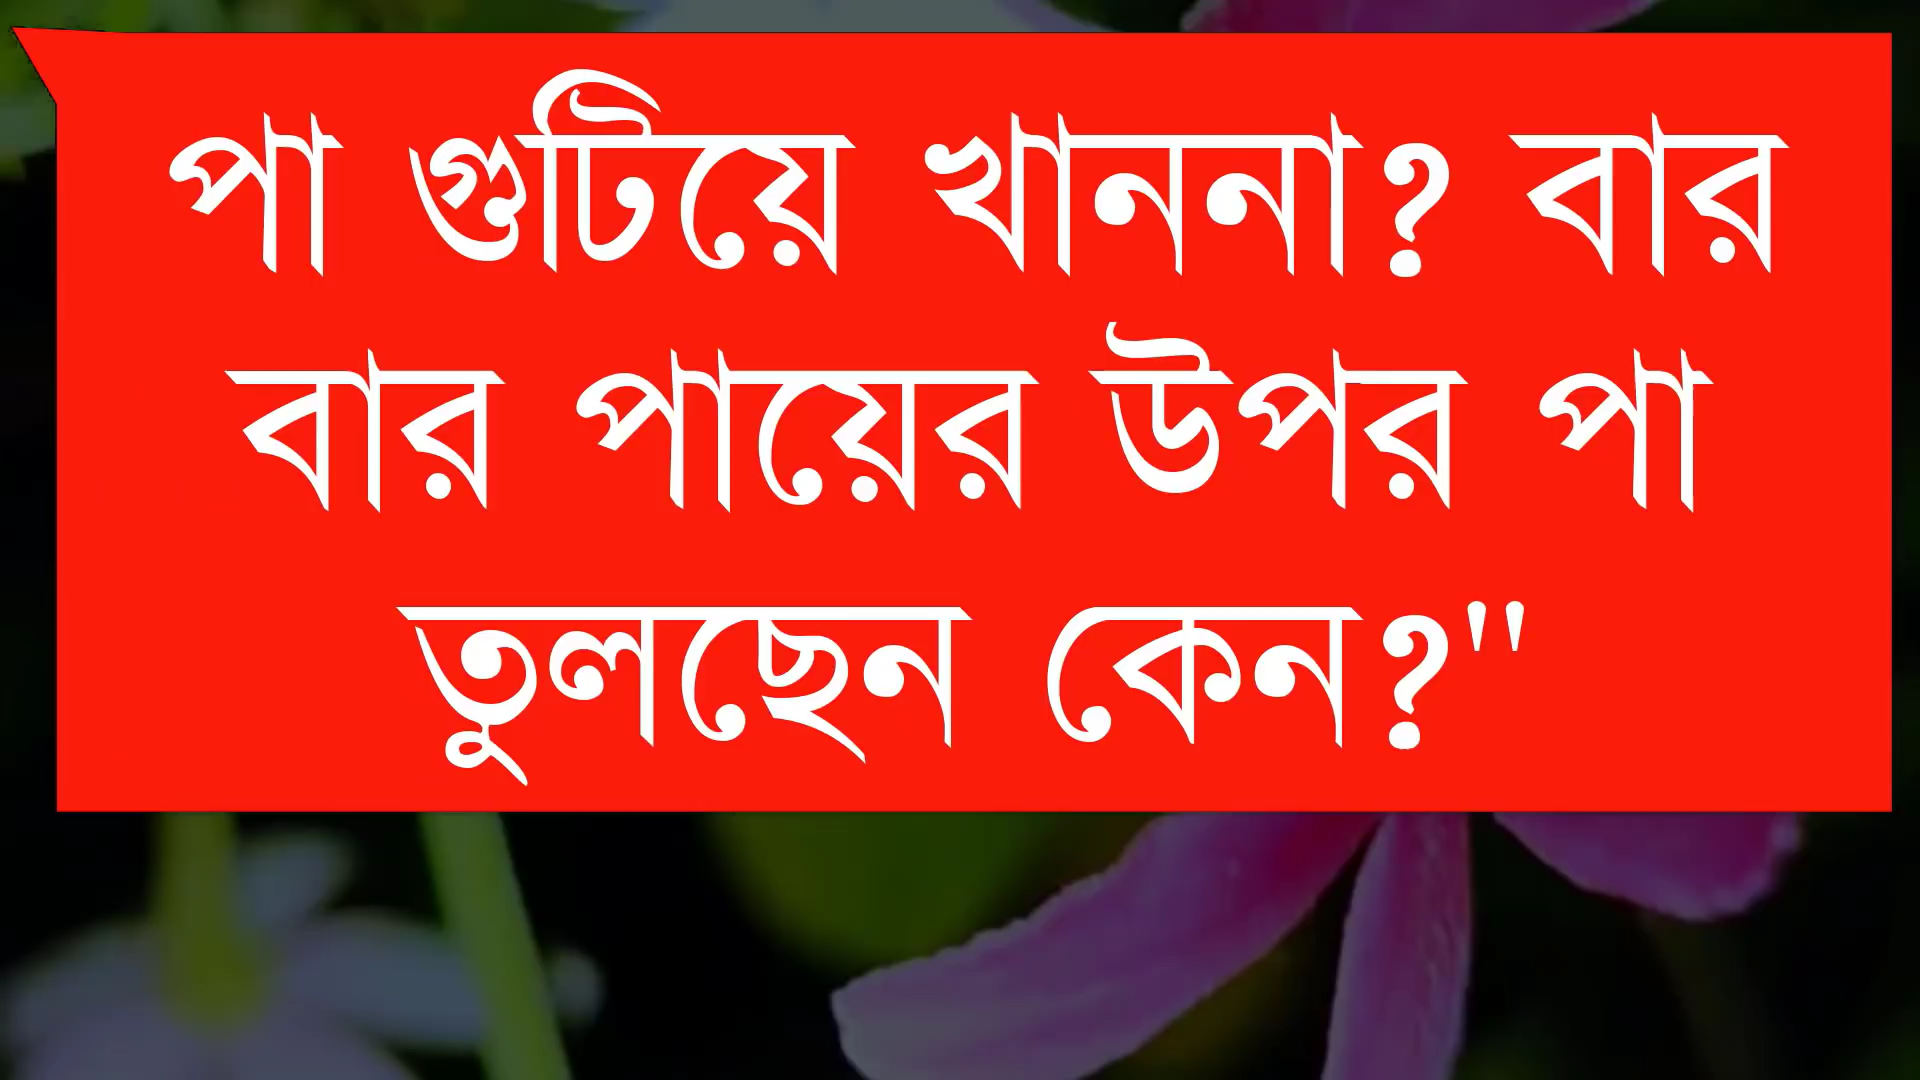 পা গুটিয়ে খাননা? বার
বার পায়ের উপর পা
তুলছেন কেন?"